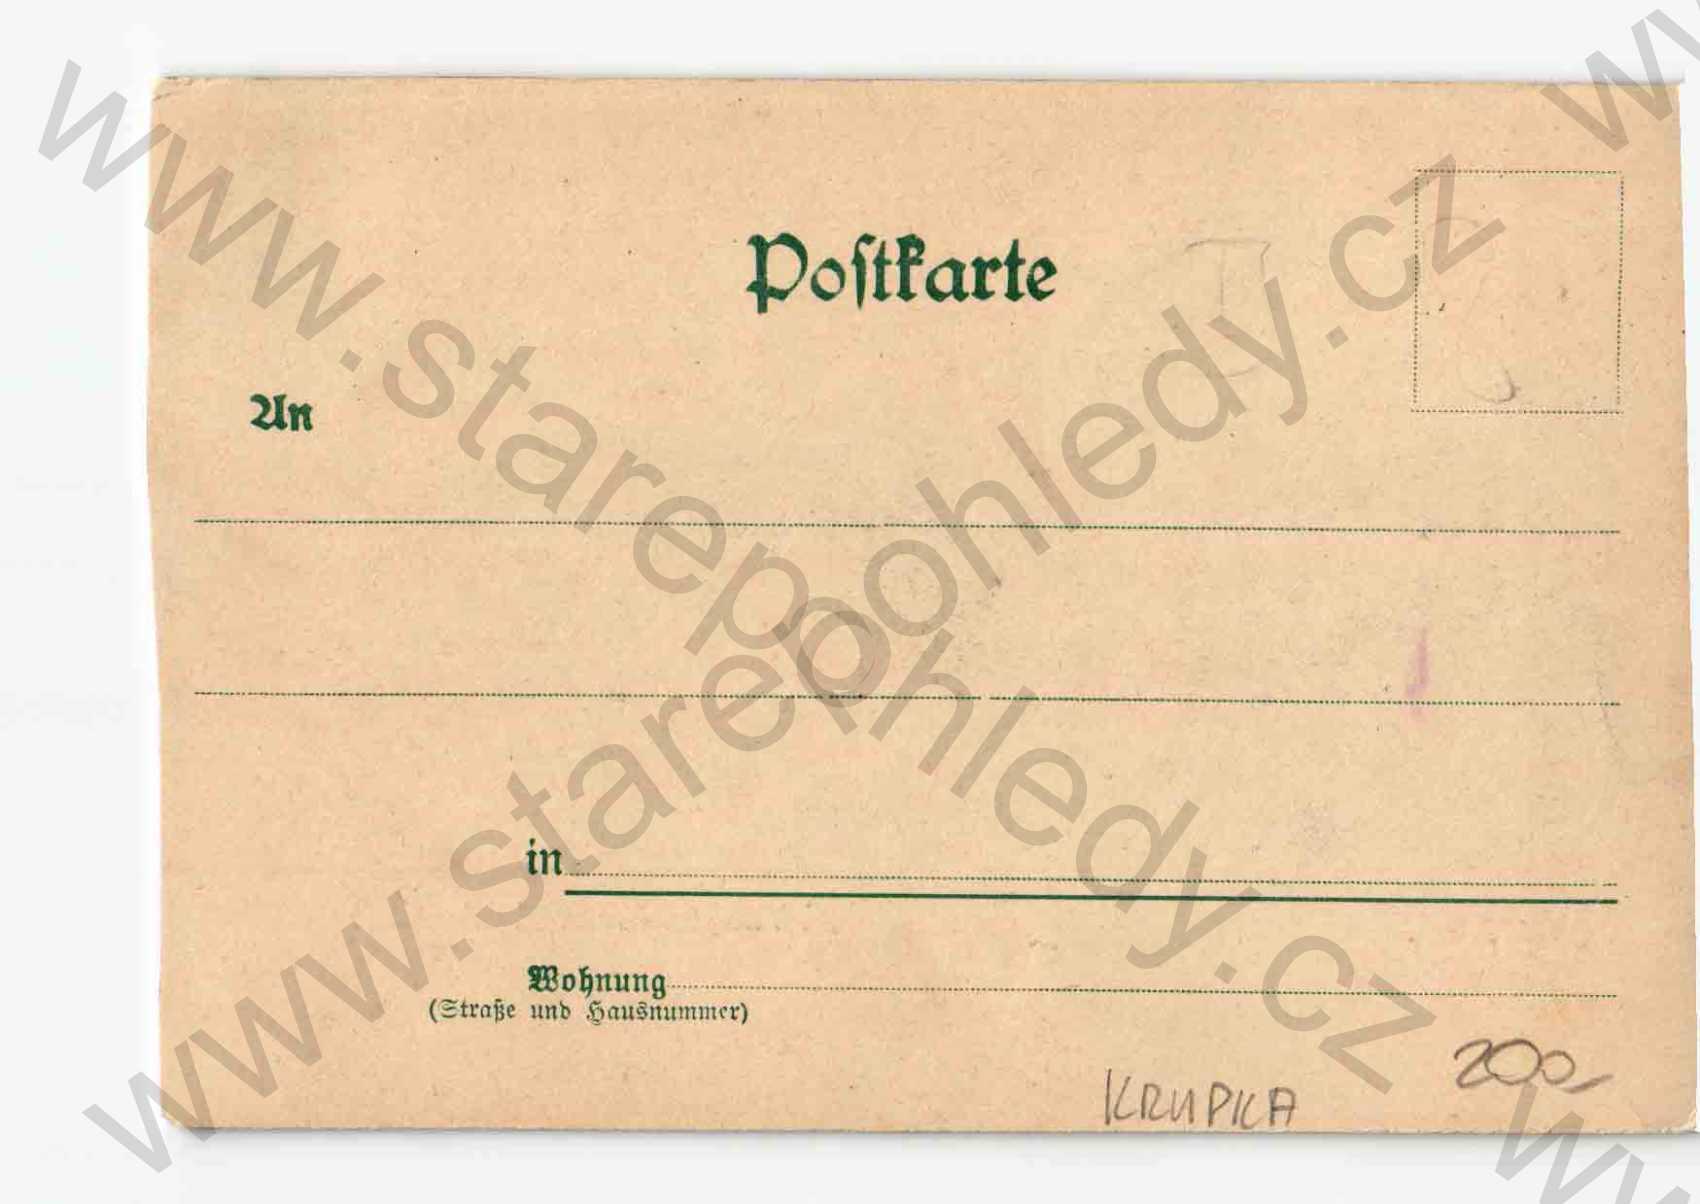 Postkarte
An
in
Wohnung
(Straße und Hausnummer)
KRUPKA
200,-
www.starepohledy.cz
www.starepohledy.cz